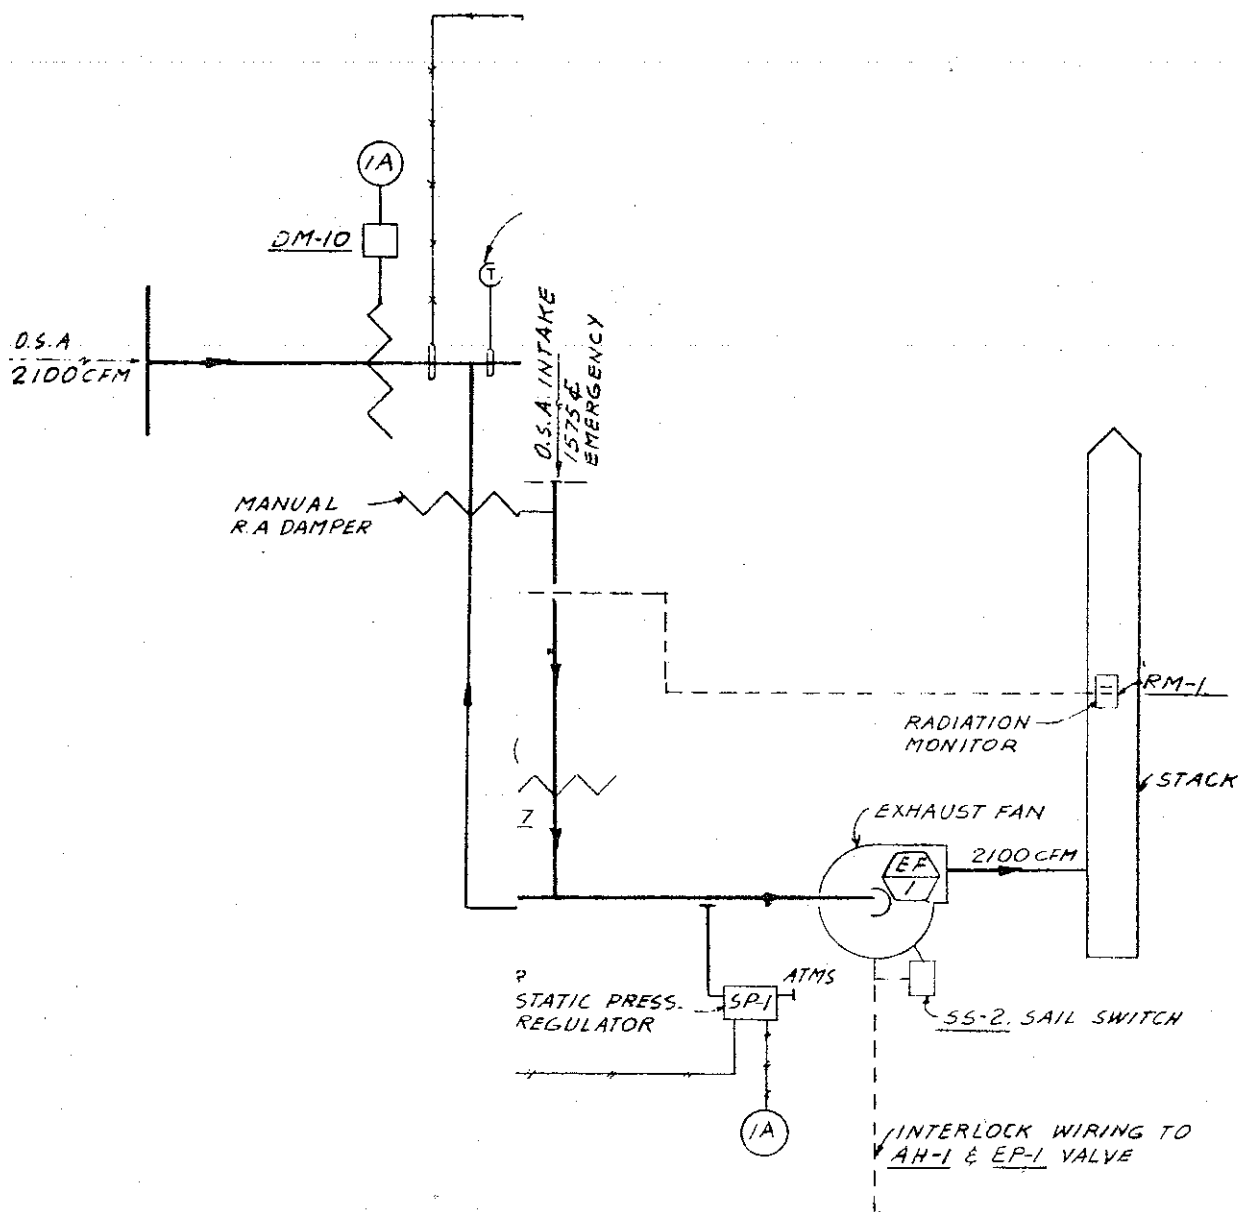 IA
DM-10
T
O.S.A
2100 CFM
O.S.A. INTAKE
1575 ₵
EMERGENCY
MANUAL
R.A DAMPER
RM-1
RADIATION
MONITOR
STACK
7
EXHAUST FAN
EF
1
2100 CFM
ATMS
STATIC PRESS.
REGULATOR
SP-1
SS-2. SAIL SWITCH
IA
INTERLOCK WIRING TO
AH-1 & EP-1 VALVE